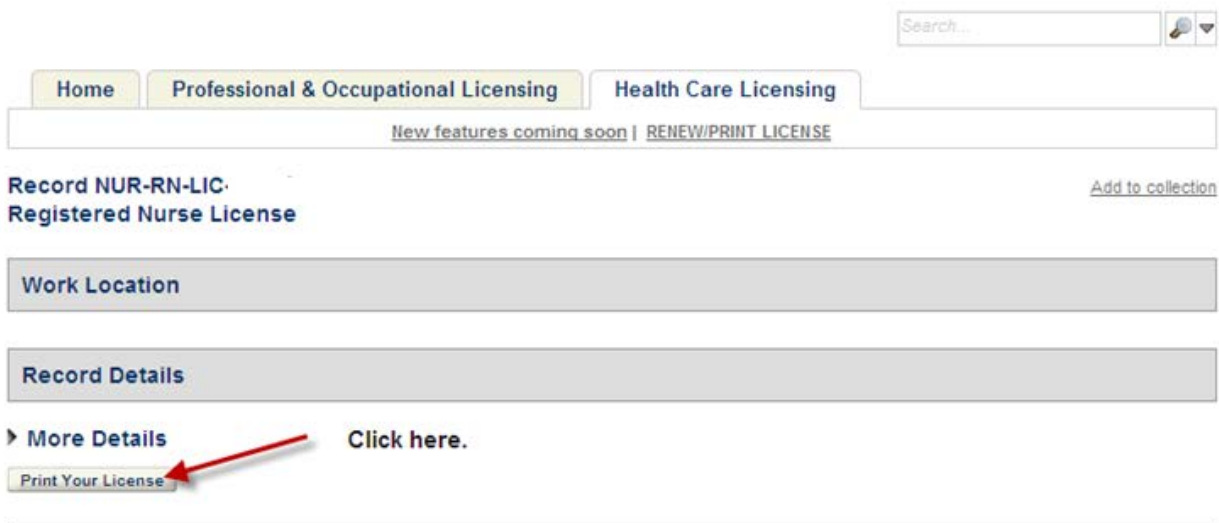 Search...
Home Professional & Occupational Licensing Health Care Licensing
New features coming soon | RENEW/PRINT LICENSE
Record NUR-RN-LIC-
Add to collection
Registered Nurse License
Work Location
Record Details
More Details
Click here.
Print Your License